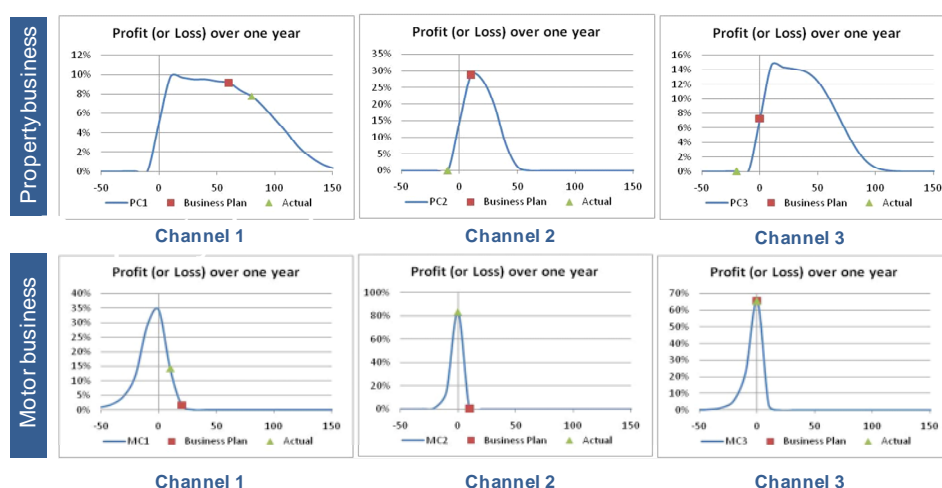 Property business
Profit (or Loss) over one year
12%
10%
8%
6%
4%
2%
0%
-50 0 50 100 150
PC1 Business Plan Actual
Channel 1
Profit (or Loss) over one year
35%
30%
25%
20%
15%
10%
5%
0%
-50 0 50 100 150
PC2 Business Plan Actual
Channel 2
Profit (or Loss) over one year
16%
14%
12%
10%
8%
6%
4%
2%
0%
-50 0 50 100 150
PC3 Business Plan Actual
Channel 3
Motor business
Profit (or Loss) over one year
40%
35%
30%
25%
20%
15%
10%
5%
0%
-50 0 50 100 150
MC1 Business Plan Actual
Channel 1
Profit (or Loss) over one year
100%
80%
60%
40%
20%
0%
-50 0 50 100 150
MC2 Business Plan Actual
Channel 2
Profit (or Loss) over one year
70%
60%
50%
40%
30%
20%
10%
0%
-50 0 50 100 150
MC3 Business Plan Actual
Channel 3